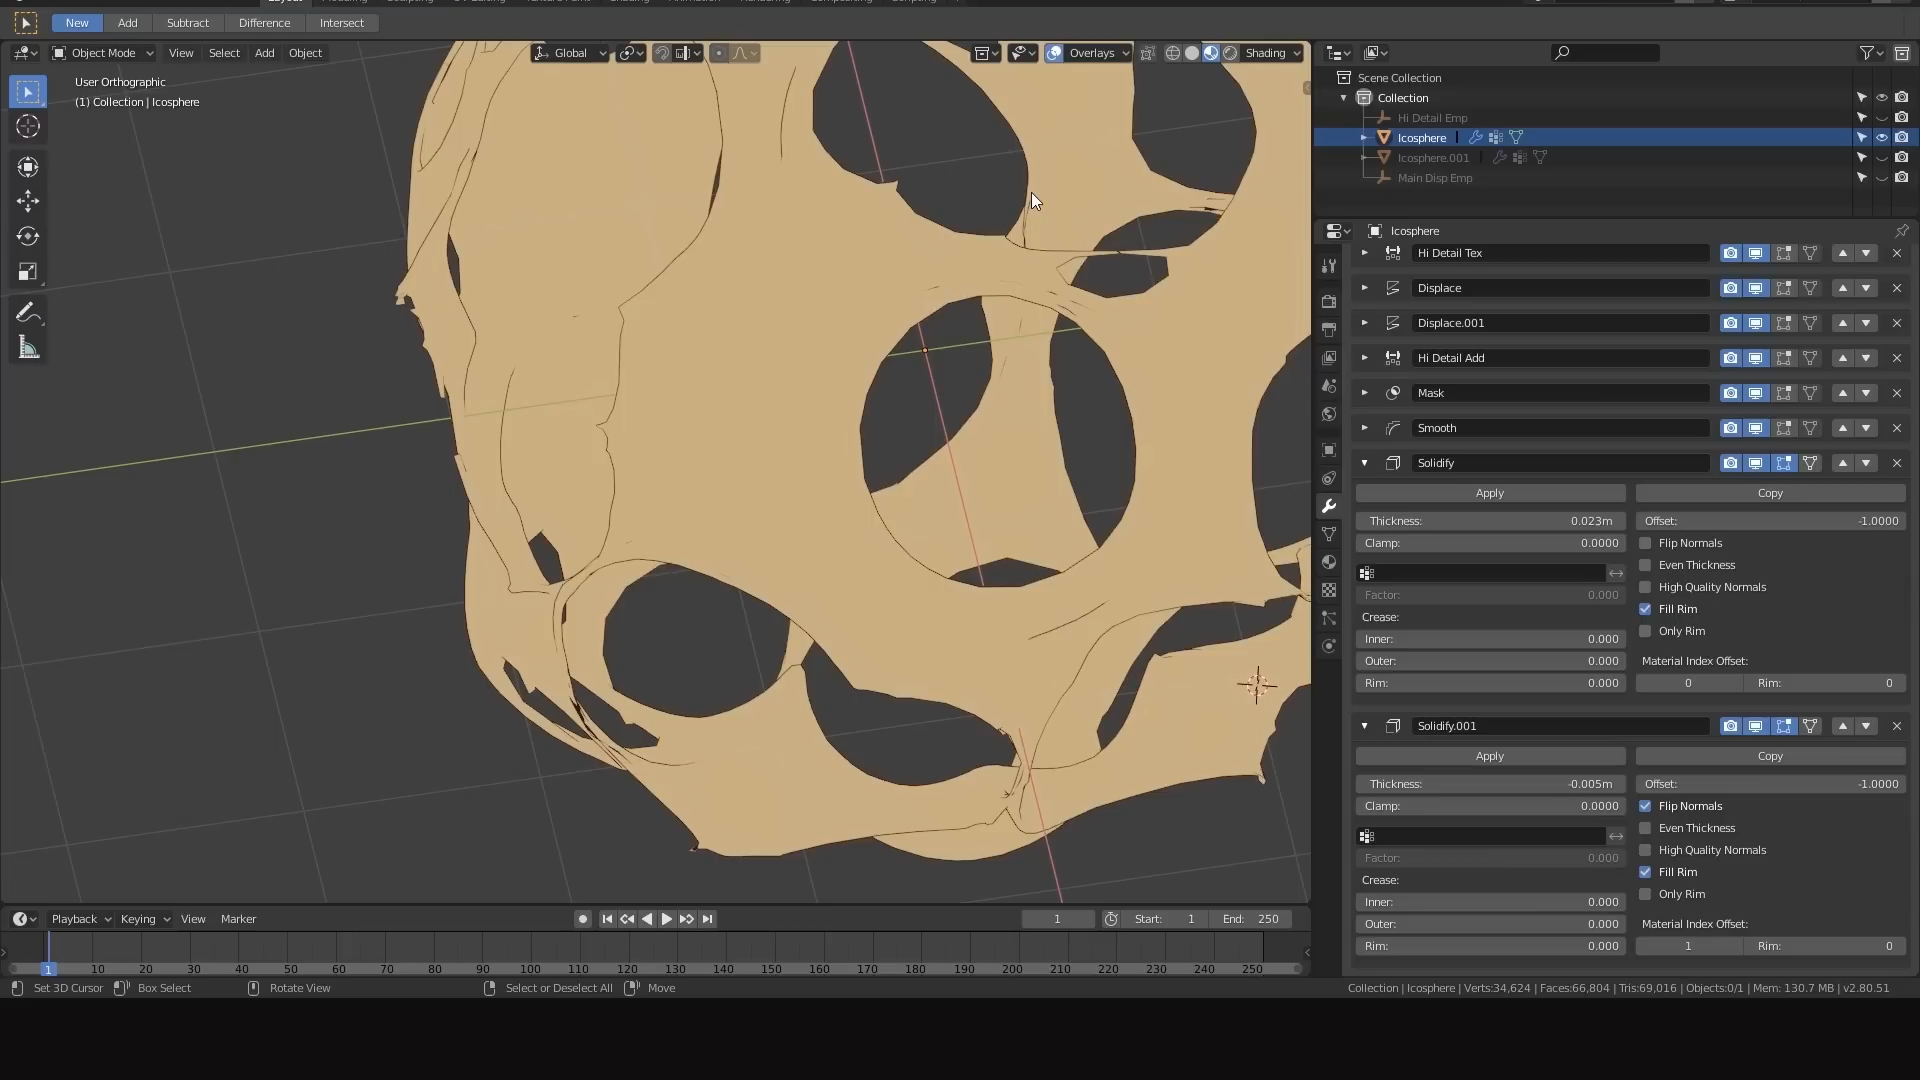 New Add Subtract Difference Intersect
Object Mode View Select Add Object Global Overlays Shading
User Orthographic
(1) Collection | Icosphere
Scene Collection
Collection
Hi Detail Emp
Icosphere
Icosphere.001
Main Disp Emp
Icosphere
Hi Detail Tex
Displace
Displace.001
Hi Detail Add
Mask
Smooth
Solidify
Apply Copy
Thickness: 0.023m Offset: -1.0000
Clamp: 0.0000 Flip Normals
Even Thickness
High Quality Normals
Factor: 0.000
Fill Rim
Crease:
Only Rim
Inner: 0.000
Outer: 0.000 Material Index Offset:
Rim: 0.000 0 Rim: 0
Solidify.001
Apply Copy
Thickness: -0.005m Offset: -1.0000
Clamp: 0.0000 Flip Normals
Even Thickness
High Quality Normals
Factor: 0.000
Fill Rim
Crease:
Only Rim
Inner: 0.000
Outer: 0.000 Material Index Offset:
Rim: 0.000 1 Rim: 0
Playback Keying View Marker 1 Start: 1 End: 250
1 10 20 30 40 50 60 70 80 90 100 110 120 130 140 150 160 170 180 190 200 210 220 230 240 250
Set 3D Cursor Box Select Rotate View Select or Deselect All Move
Collection | Icosphere | Verts:34,624 | Faces:66,804 | Tris:69,016 | Objects:0/1 | Mem: 130.7 MB | v2.80.51